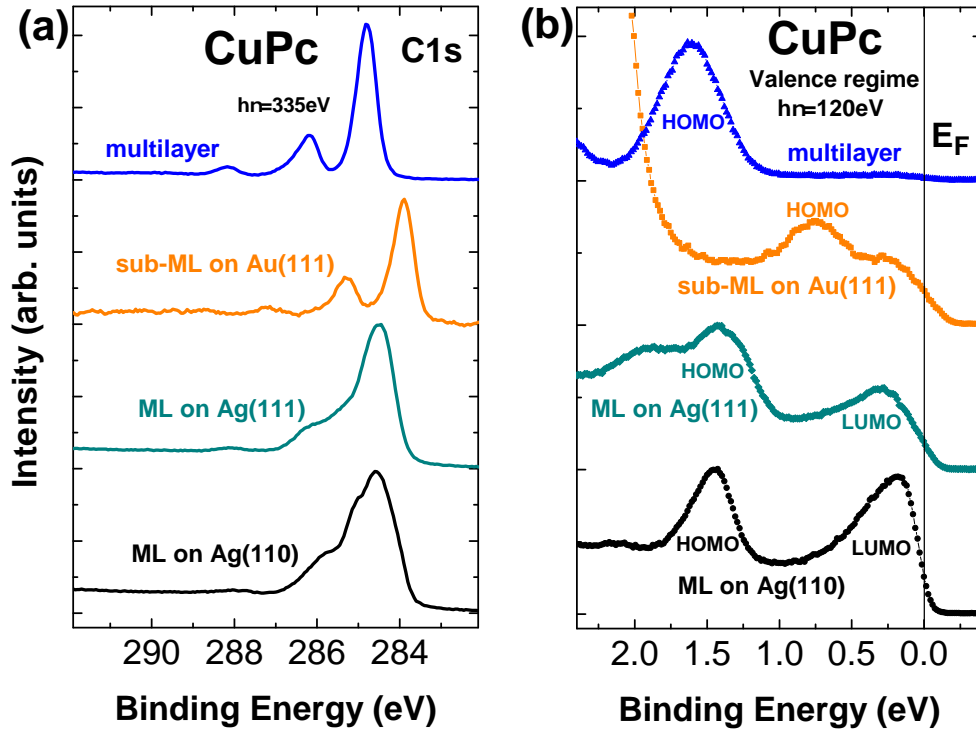 (a)
CuPc
C1s
hn=335eV
multilayer
sub-ML on Au(111)
ML on Ag(111)
ML on Ag(110)
Intensity (arb. units)
290
288
286
284
Binding Energy (eV)
(b)
CuPc
Valence regime
hn=120eV
HOMO
EF
multilayer
HOMO
sub-ML on Au(111)
HOMO
ML on Ag(111)
LUMO
HOMO
LUMO
ML on Ag(110)
2.0
1.5
1.0
0.5
0.0
Binding Energy (eV)